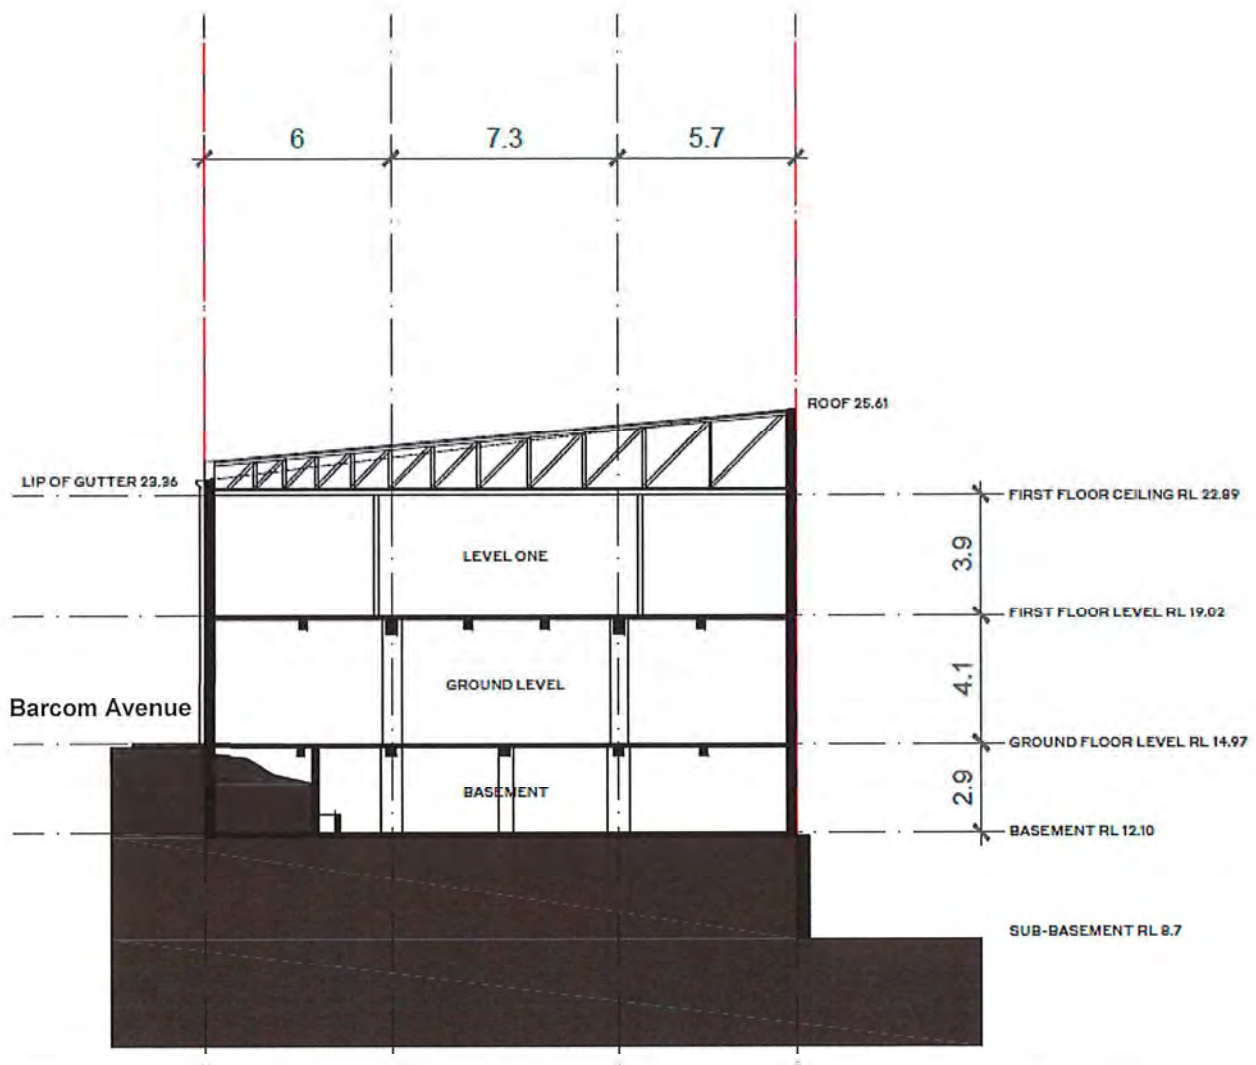 6 7.3 5.7
ROOF 25.61
LIP OF GUTTER 23.36
FIRST FLOOR CEILING RL 22.89
3.9
LEVEL ONE
FIRST FLOOR LEVEL RL 19.02
4.1
GROUND LEVEL
Barcom Avenue
GROUND FLOOR LEVEL RL 14.97
2.9
BASEMENT
BASEMENT RL 12.10
SUB-BASEMENT RL 8.7